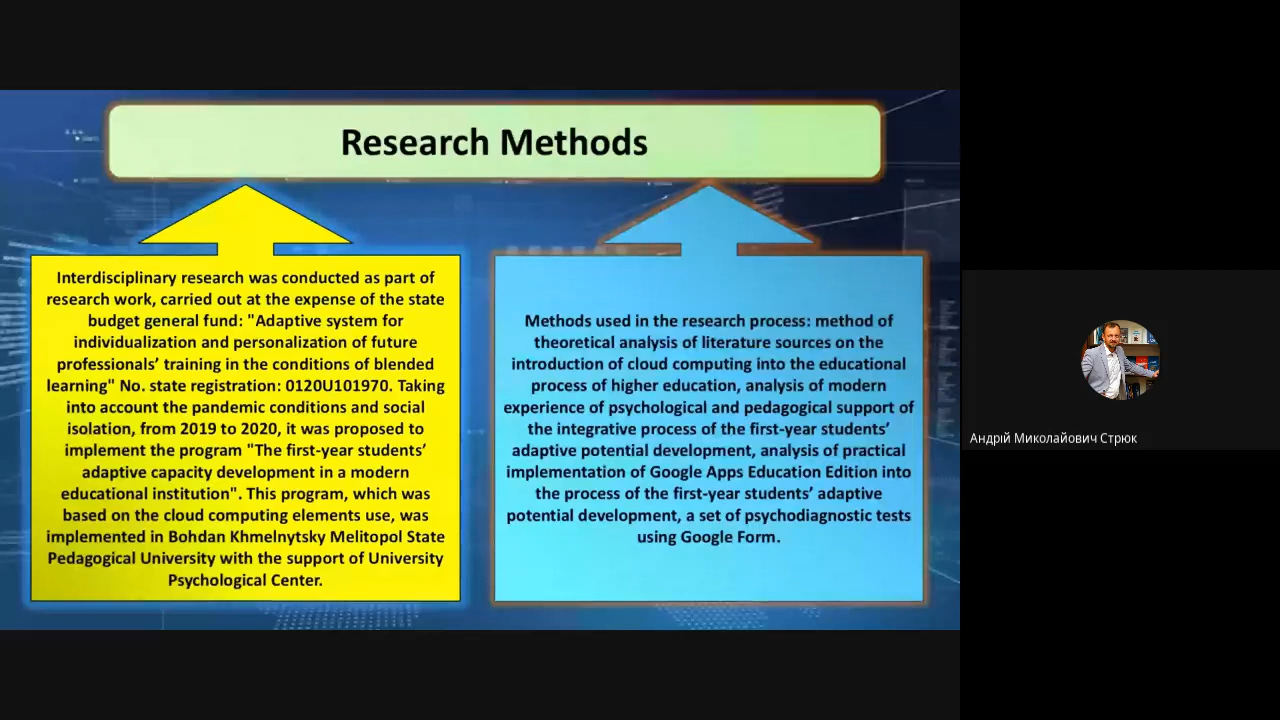 Research Methods
Interdisciplinary research was conducted as part of
research work, carried out at the expense of the state
budget general fund: "Adaptive system for
individualization and personalization of future
professionals’ training in the conditions of blended
learning" No. state registration: 0120U101970. Taking
into account the pandemic conditions and social
isolation, from 2019 to 2020, it was proposed to
implement the program "The first-year students’
adaptive capacity development in a modern
educational institution". This program, which was
based on the cloud computing elements use, was
implemented in Bohdan Khmelnytsky Melitopol State
Pedagogical University with the support of University
Psychological Center.
Methods used in the research process: method of
theoretical analysis of literature sources on the
introduction of cloud computing into the educational
process of higher education, analysis of modern
experience of psychological and pedagogical support of
the integrative process of the first-year students’
adaptive potential development, analysis of practical
implementation of Google Apps Education Edition into
the process of the first-year students’ adaptive
potential development, a set of psychodiagnostic tests
using Google Form.
Андрій Миколайович Стрюк